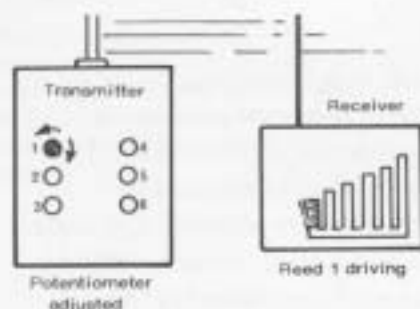 Transmitter
Receiver
1 4
2 5
3 6
Potentiometer
adjusted
Reed 1 driving